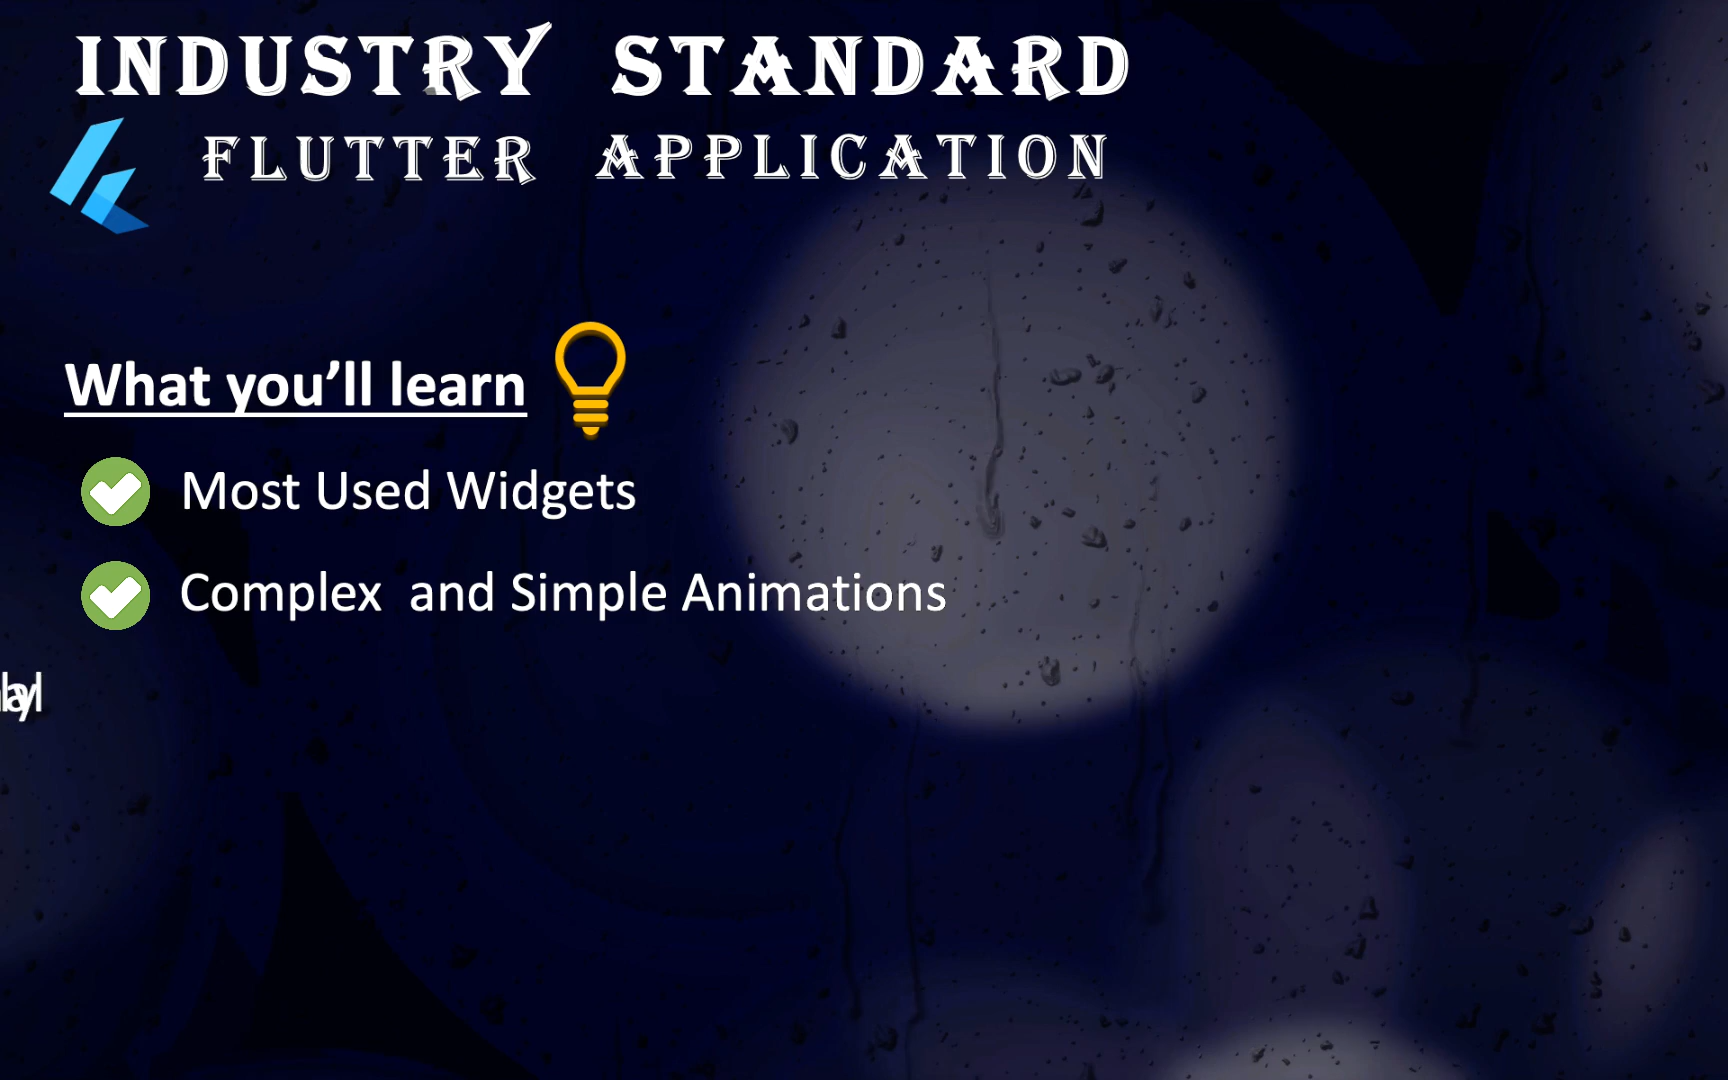 INDUSTRY STANDARD
FLUTTER APPLICATION
What you’ll learn
Most Used Widgets
Complex and Simple Animations